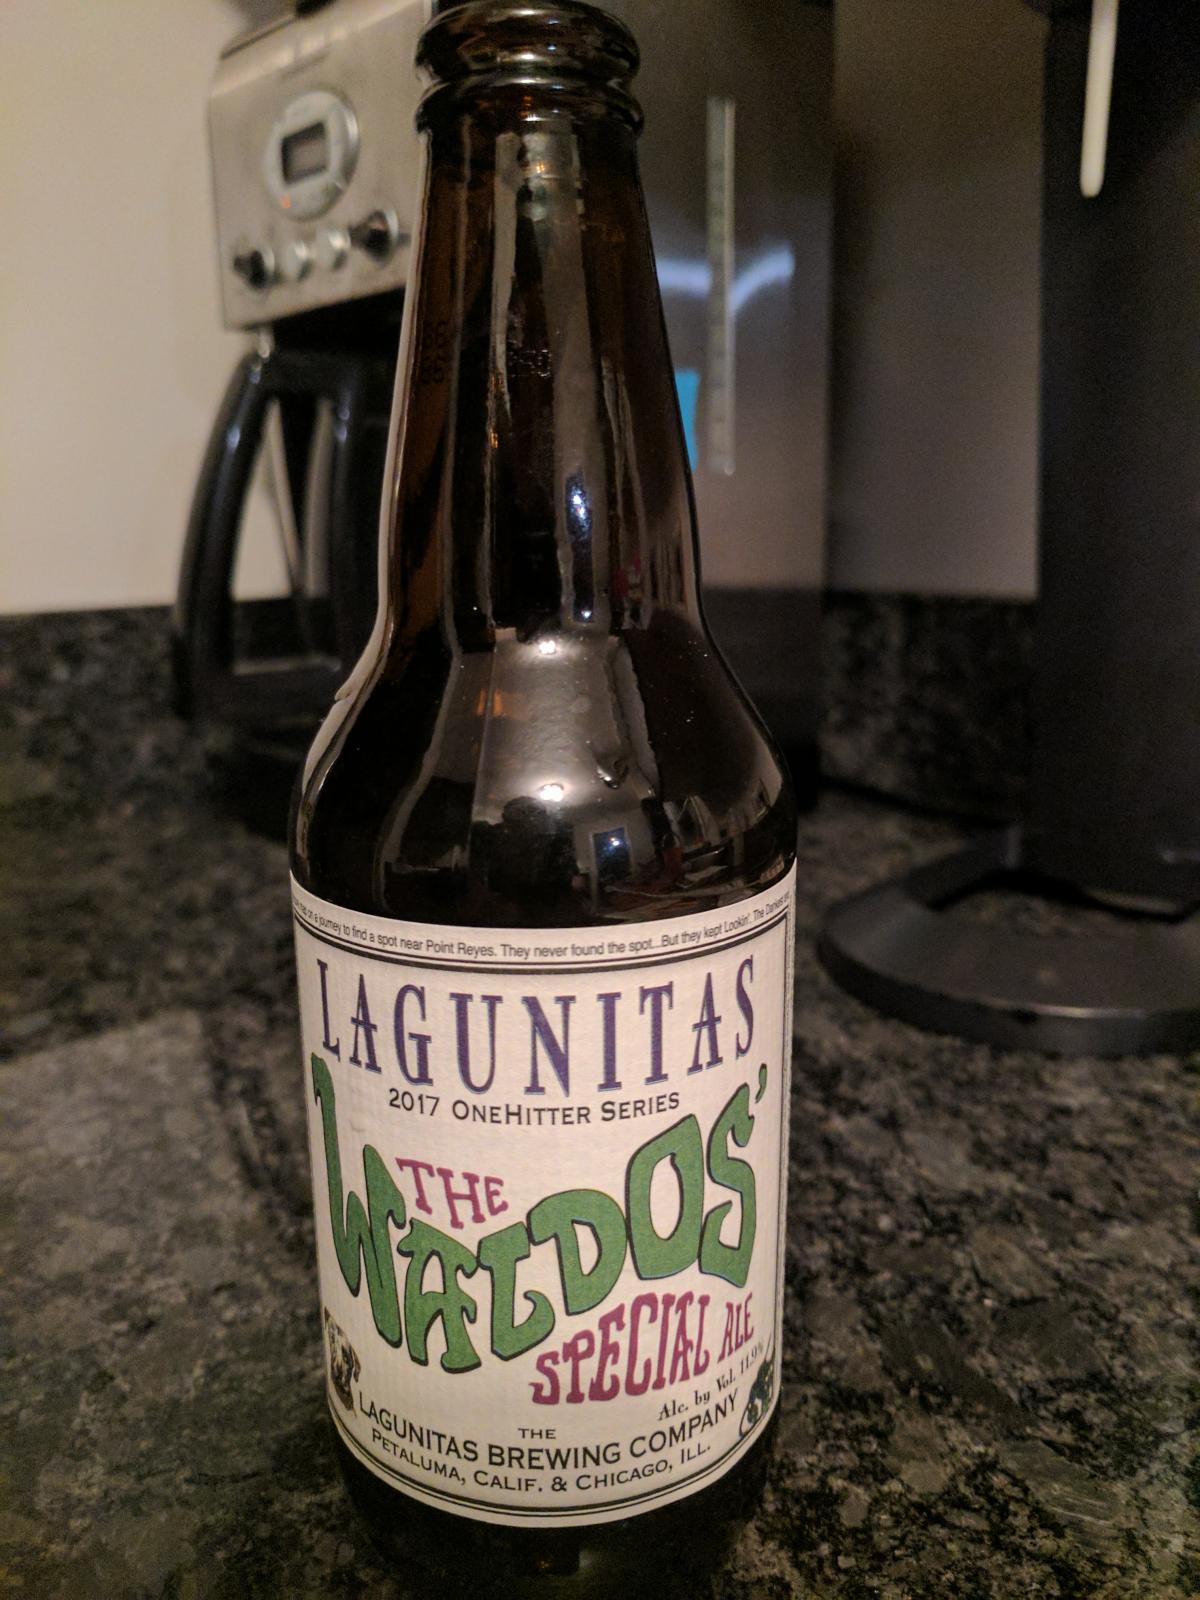 on a journey to find a spot near Point Reyes. They never found the spot...But they kept Lookin'. The Dankest
LAGUNITAS
2017 ONEHITTER SERIES
THE
WALDOS'
SPECIAL ALE
Alc. by Vol. 11.9%
THE
LAGUNITAS BREWING COMPANY
PETALUMA, CALIF. & CHICAGO, ILL.